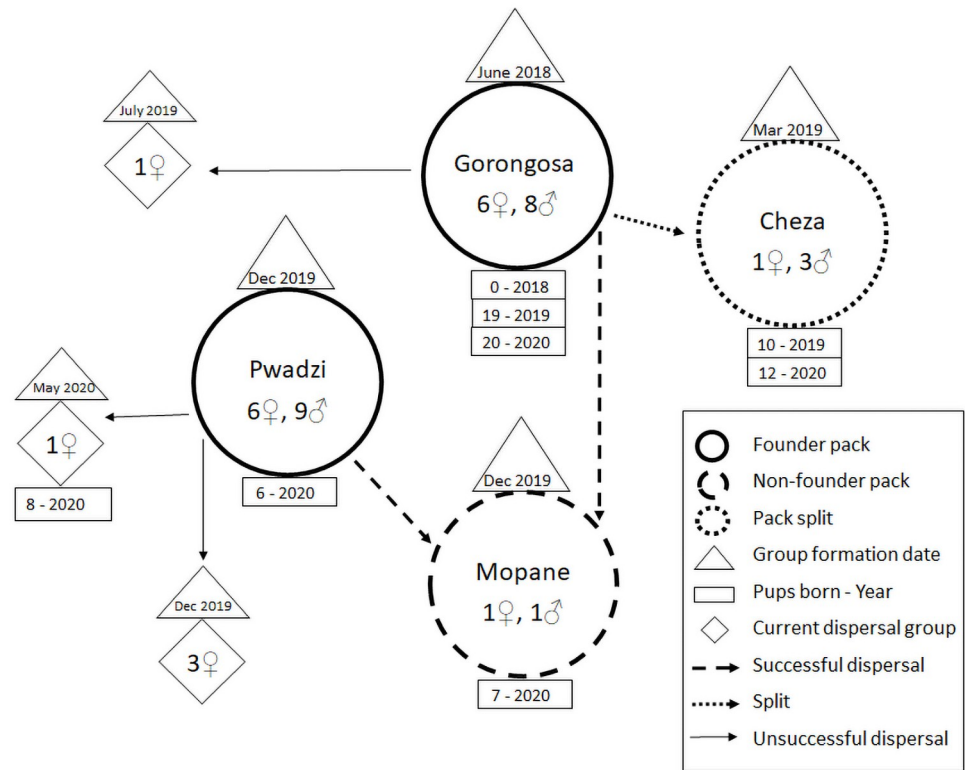 June 2018
Gorongosa
6♀, 8♂
0 - 2018
19 - 2019
20 - 2020
July 2019
1♀
Mar 2019
Cheza
1♀, 3♂
10 - 2019
12 - 2020
Dec 2019
Pwadzi
6♀, 9♂
6 - 2020
May 2020
1♀
8 - 2020
Dec 2019
3♀
Dec 2019
Mopane
1♀, 1♂
7 - 2020
Founder pack
Non-founder pack
Pack split
Group formation date
Pups born - Year
Current dispersal group
Successful dispersal
Split
Unsuccessful dispersal